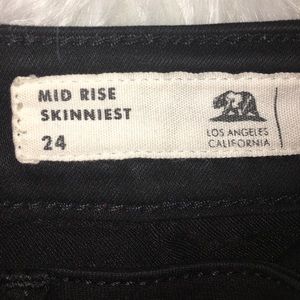 MID RISE
SKINNIEST
24
LOS ANGELES
CALIFORNIA